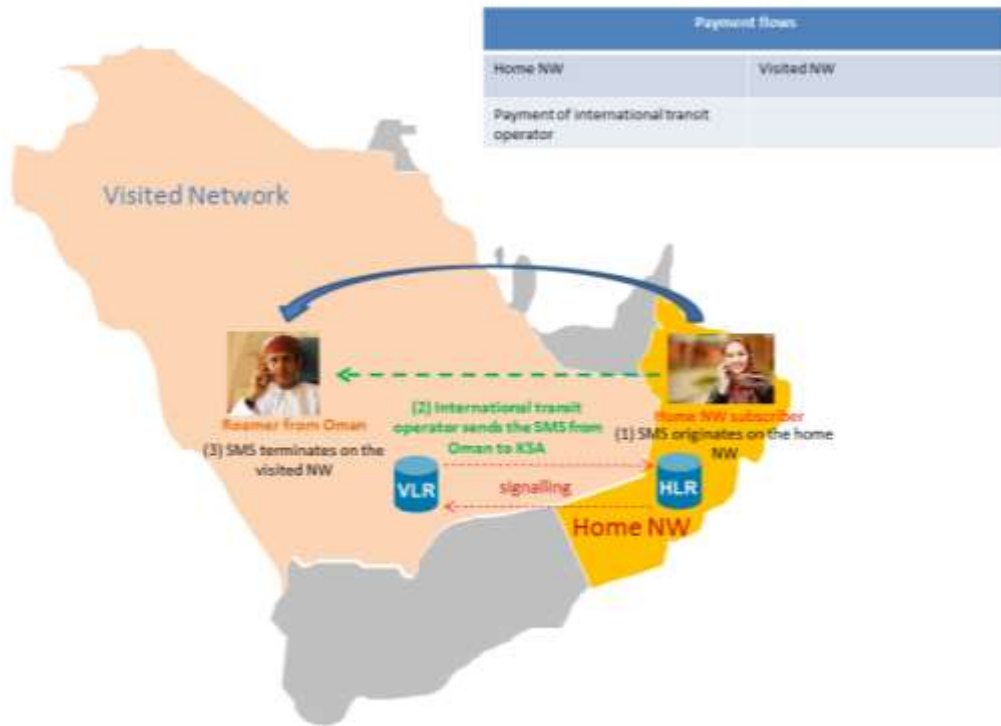 Payment flows
Home NW
Visited NW
Payment of international transit
operator
Visited Network
Roamer from Oman
(3) SMS terminates on the
visited NW
(2) International transit
operator sends the SMS from
Oman to KSA
Home NW subscriber
(1) SMS originates on the home
NW
VLR
signalling
HLR
Home NW